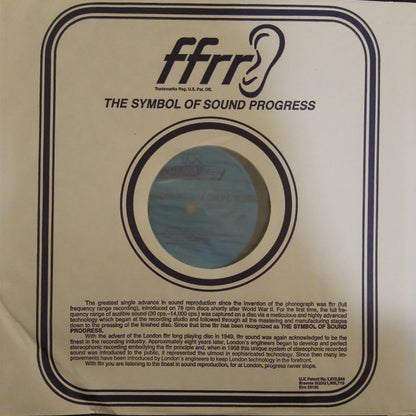 ffrr
Trademarks Reg. U.S. Pat. Off.
THE SYMBOL OF SOUND PROGRESS
The greatest single advance in sound reproduction since the invention of the phonograph was ffrr (full
frequency range recording), introduced on 78 rpm discs shortly after World War II. For the first time, the full fre-
quency range of audible sound (30 cps.–14,000 cps) was captured on a disc via a meticulous and highly advanced
technology which began at the recording studio and followed through all the mastering and manufacturing stages
down to the pressing of the finished disc. Since that time ffrr has been recognized as THE SYMBOL OF SOUND
PROGRESS.
With the advent of the London ffrr long playing disc in 1949, ffrr sound was again acknowledged to be the
finest in the recording industry. Approximately eight years later, London's engineers began to develop and perfect
stereophonic recording embodying the ffrr principle and, when in 1958 this unique system of stereophonic recorded
sound was introduced to the public, it represented the utmost in sophisticated technology. Since then many im-
provements have been introduced by London's engineers to keep London technology in the forefront.
With ffrr you are listening to the finest in sound reproduction, for at London, progress never stops.